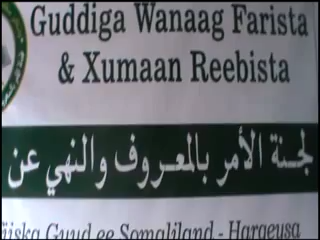 Guddiga Wanaag Farista
& Xumaan Reebista
لجنة الأمر بالمعروف والنهي عن
Guud ee Somaliland - Hargeysa